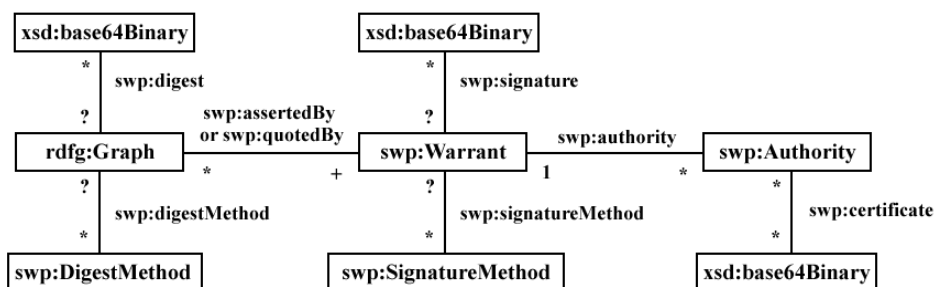 xsd:base64Binary
xsd:base64Binary
*
*
swp:digest
swp:signature
?
swp:assertedBy
or swp:quotedBy
?
rdfg:Graph
swp:Warrant
swp:authority
swp:Authority
*
+
1
*
?
?
*
swp:digestMethod
swp:signatureMethod
swp:certificate
*
*
*
swp:DigestMethod
swp:SignatureMethod
xsd:base64Binary